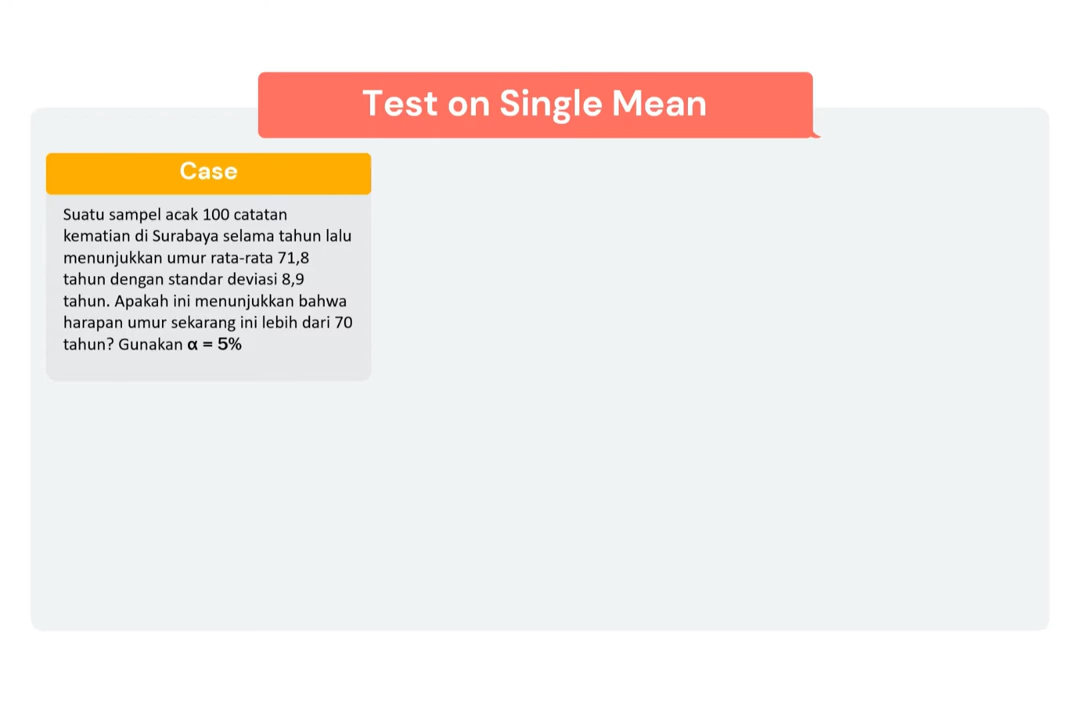 Test on Single Mean
Case
Suatu sampel acak 100 catatan
kematian di Surabaya selama tahun lalu
menunjukkan umur rata-rata 71,8
tahun dengan standar deviasi 8,9
tahun. Apakah ini menunjukkan bahwa
harapan umur sekarang ini lebih dari 70
tahun? Gunakan α = 5%